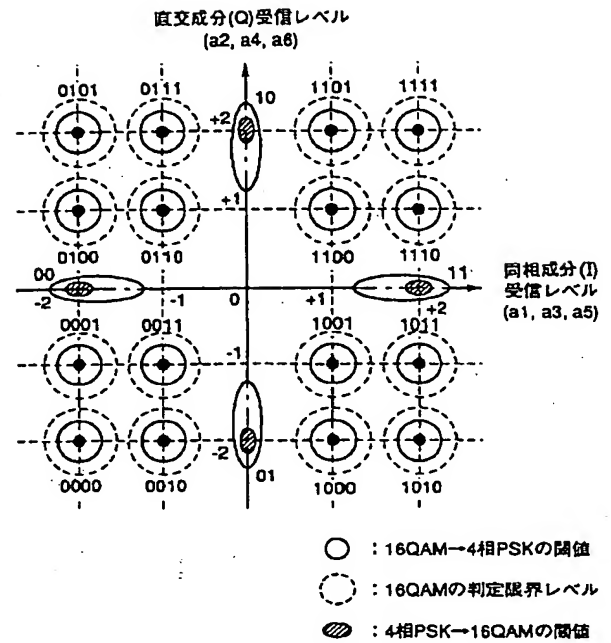 直交成分(Q)受信レベル
(a2, a4, a6)
0101 0111 10 1101 1111
+2
+1
0100 0110 1100 1110
00 11
同相成分(I)
受信レベル
(a1, a3, a5)
-2 -1 0 +1 +2
0001 0011 1001 1011
-1
-2
0000 0010 01 1000 1010
：16QAM→4相PSKの閾値
：16QAMの判定限界レベル
：4相PSK→16QAMの閾値